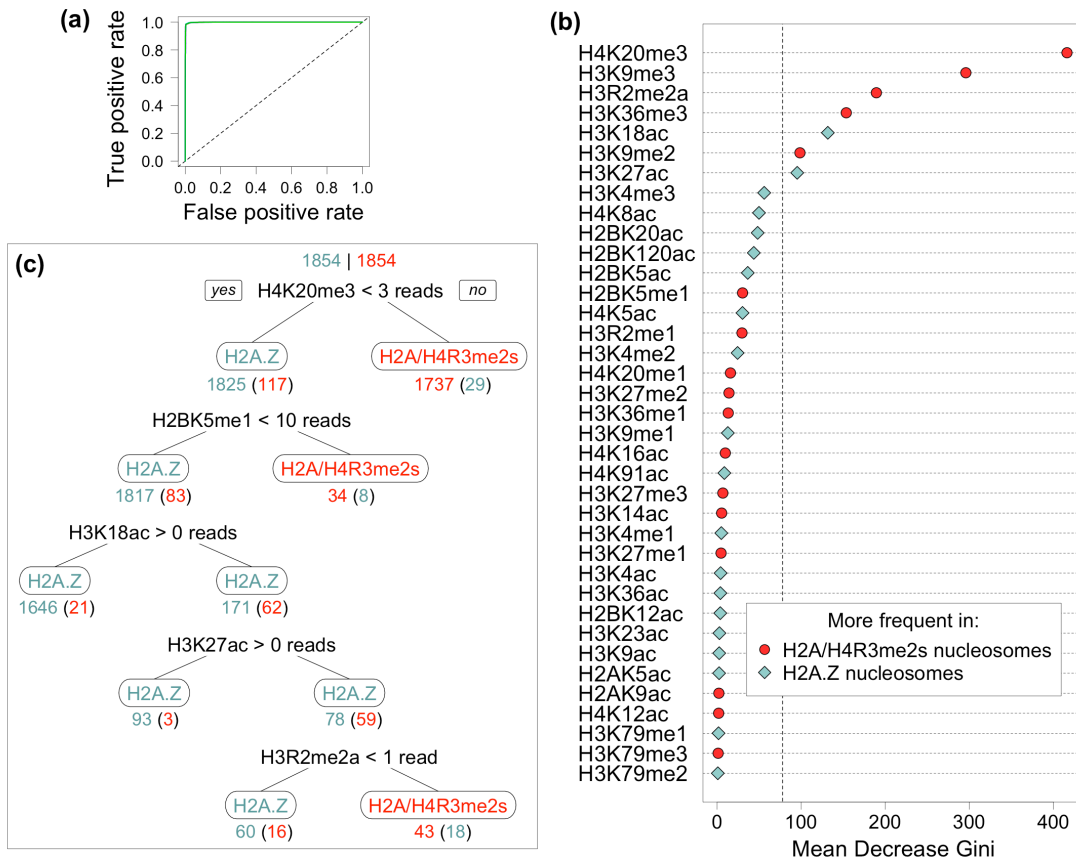 (a)
True positive rate
1.0
0.8
0.6
0.4
0.2
0.0
0.0 0.2 0.4 0.6 0.8 1.0
False positive rate
(b)
H4K20me3
H3K9me3
H3R2me2a
H3K36me3
H3K18ac
H3K9me2
H3K27ac
H3K4me3
H4K8ac
H2BK20ac
H2BK120ac
H2BK5ac
H2BK5me1
H4K5ac
H3R2me1
H3K4me2
H4K20me1
H3K27me2
H3K36me1
H3K9me1
H4K16ac
H4K91ac
H3K27me3
H3K14ac
H3K4me1
H3K27me1
H3K4ac
H3K36ac
H2BK12ac
H3K23ac
H3K9ac
H2AK5ac
H2AK9ac
H4K12ac
H3K79me1
H3K79me3
H3K79me2
More frequent in:
H2A/H4R3me2s nucleosomes
H2A.Z nucleosomes
0 100 200 300 400
Mean Decrease Gini
(c)
1854 | 1854
yes H4K20me3 < 3 reads no
H2A.Z H2A/H4R3me2s
1825 (117) 1737 (29)
H2BK5me1 < 10 reads
H2A.Z H2A/H4R3me2s
1817 (83) 34 (8)
H3K18ac > 0 reads
H2A.Z H2A.Z
1646 (21) 171 (62)
H3K27ac > 0 reads
H2A.Z H2A.Z
93 (3) 78 (59)
H3R2me2a < 1 read
H2A.Z H2A/H4R3me2s
60 (16) 43 (18)